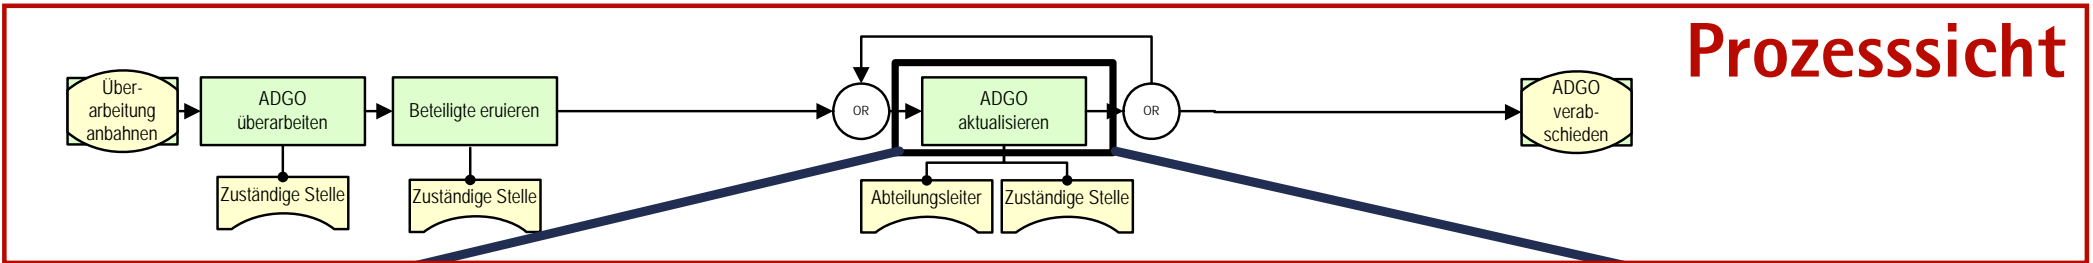 Prozesssicht
Über-
arbeitung
anbahnen
ADGO
überarbeiten
Beteiligte eruieren
OR
ADGO
aktualisieren
OR
ADGO
verab-
schieden
Zuständige Stelle
Zuständige Stelle
Abteilungsleiter
Zuständige Stelle